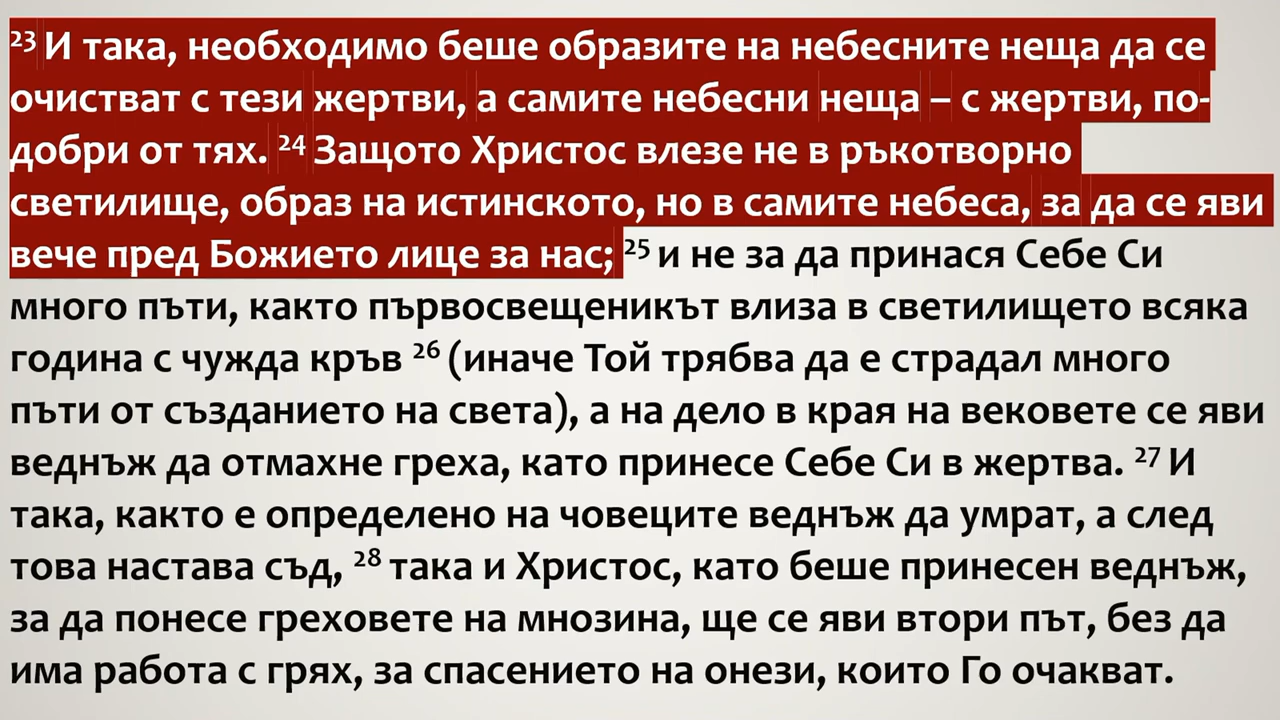 23 И така, необходимо беше образите на небесните неща да се
очистват с тези жертви, а самите небесни неща – с жертви, по-
добри от тях. 24 Защото Христос влезе не в ръкотворно
светилище, образ на истинското, но в самите небеса, за да се яви
вече пред Божието лице за нас; 25 и не за да принася Себе Си
много пъти, както първосвещеникът влиза в светилището всяка
година с чужда кръв 26 (иначе Той трябва да е страдал много
пъти от създанието на света), а на дело в края на вековете се яви
веднъж да отмахне греха, като принесе Себе Си в жертва. 27 И
така, както е определено на човеците веднъж да умрат, а след
това настава съд, 28 така и Христос, като беше принесен веднъж,
за да понесе греховете на мнозина, ще се яви втори път, без да
има работа с грях, за спасението на онези, които Го очакват.